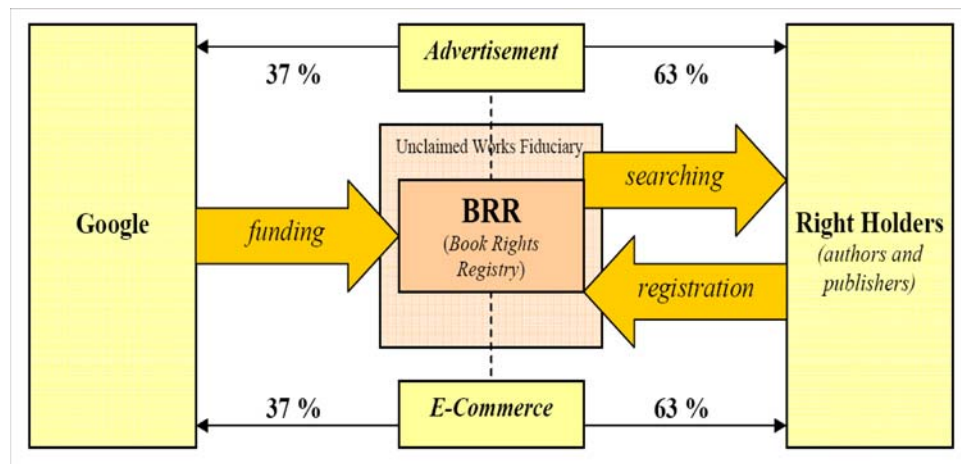 Advertisement
37 %
63 %
Unclaimed Works Fiduciary
searching
Google
funding
BRR
(Book Rights
Registry)
Right Holders
(authors and
publishers)
registration
37 %
E-Commerce
63 %